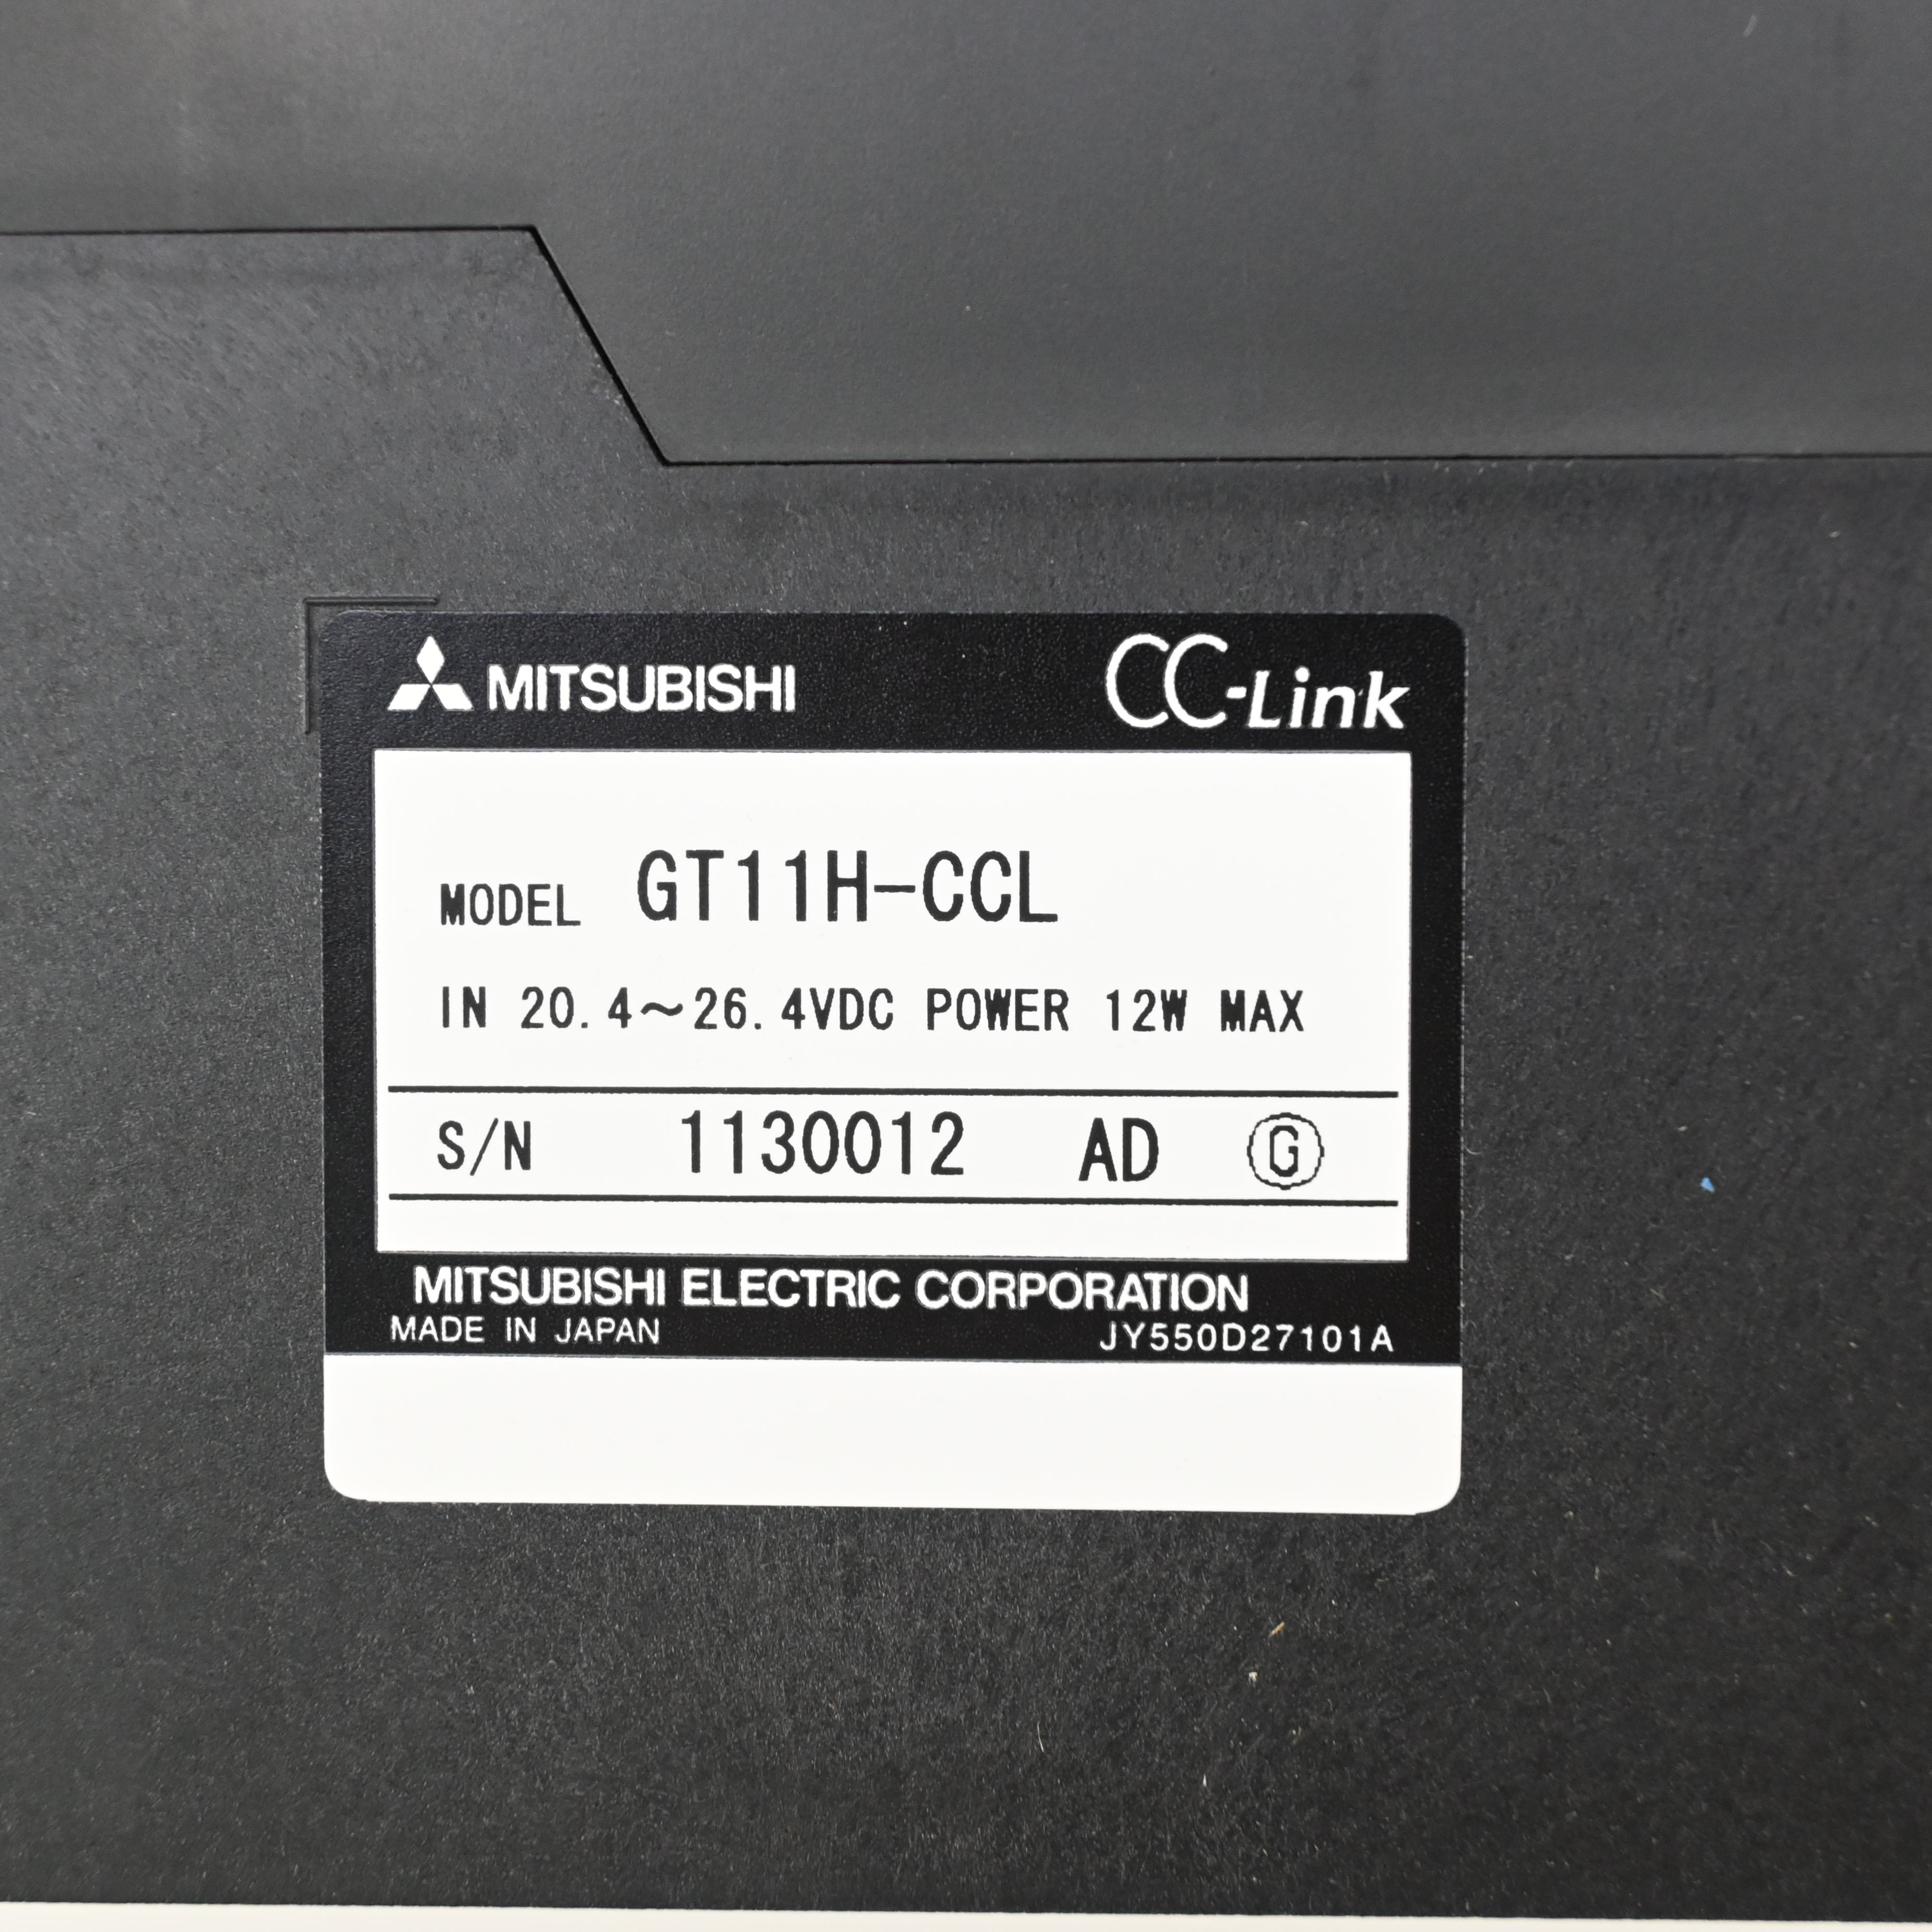 MITSUBISHI CC-Link
MODEL GT11H-CCL
IN 20.4～26.4VDC POWER 12W MAX
S/N 1130012 AD Ⓖ
MITSUBISHI ELECTRIC CORPORATION
MADE IN JAPAN JY550D27101A